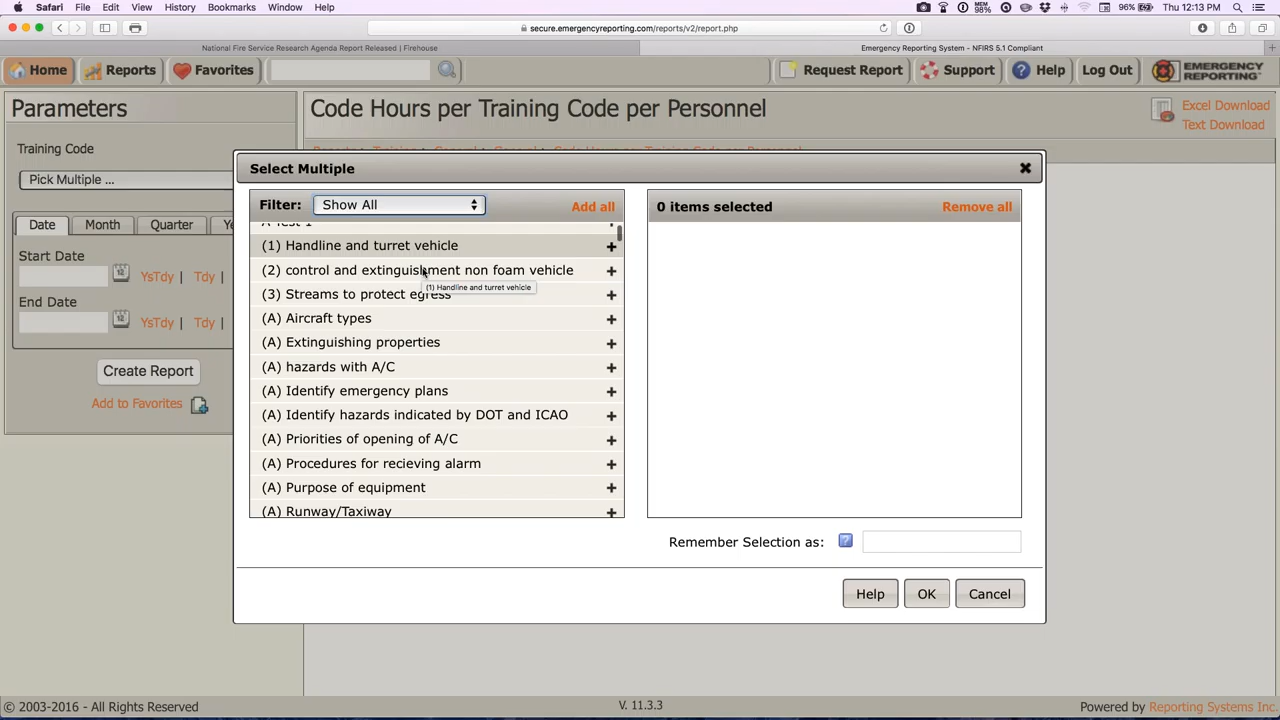 Safari File Edit View History Bookmarks Window Help
MEM 98%
96% Thu 12:13 PM
secure.emergencyreporting.com/reports/v2/report.php
National Fire Service Research Agenda Report Released | Firehouse
Emergency Reporting System - NFIRS 5.1 Compliant
Home Reports Favorites
Request Report Support Help Log Out EMERGENCY REPORTING
Parameters
Code Hours per Training Code per Personnel
Excel Download
Text Download
Training Code
Pick Multiple ...
Select Multiple
Filter: Show All Add all
0 items selected Remove all
A Test 1
(1) Handline and turret vehicle
(2) control and extinguishment non foam vehicle
(1) Handline and turret vehicle
(3) Streams to protect egress
(A) Aircraft types
(A) Extinguishing properties
(A) hazards with A/C
(A) Identify emergency plans
(A) Identify hazards indicated by DOT and ICAO
(A) Priorities of opening of A/C
(A) Procedures for recieving alarm
(A) Purpose of equipment
(A) Runway/Taxiway
Date Month Quarter Ye
Start Date
12 YsTdy | Tdy |
End Date
12 YsTdy | Tdy |
Create Report
Add to Favorites
Remember Selection as: ?
Help OK Cancel
© 2003-2016 - All Rights Reserved
V. 11.3.3
Powered by Reporting Systems Inc.